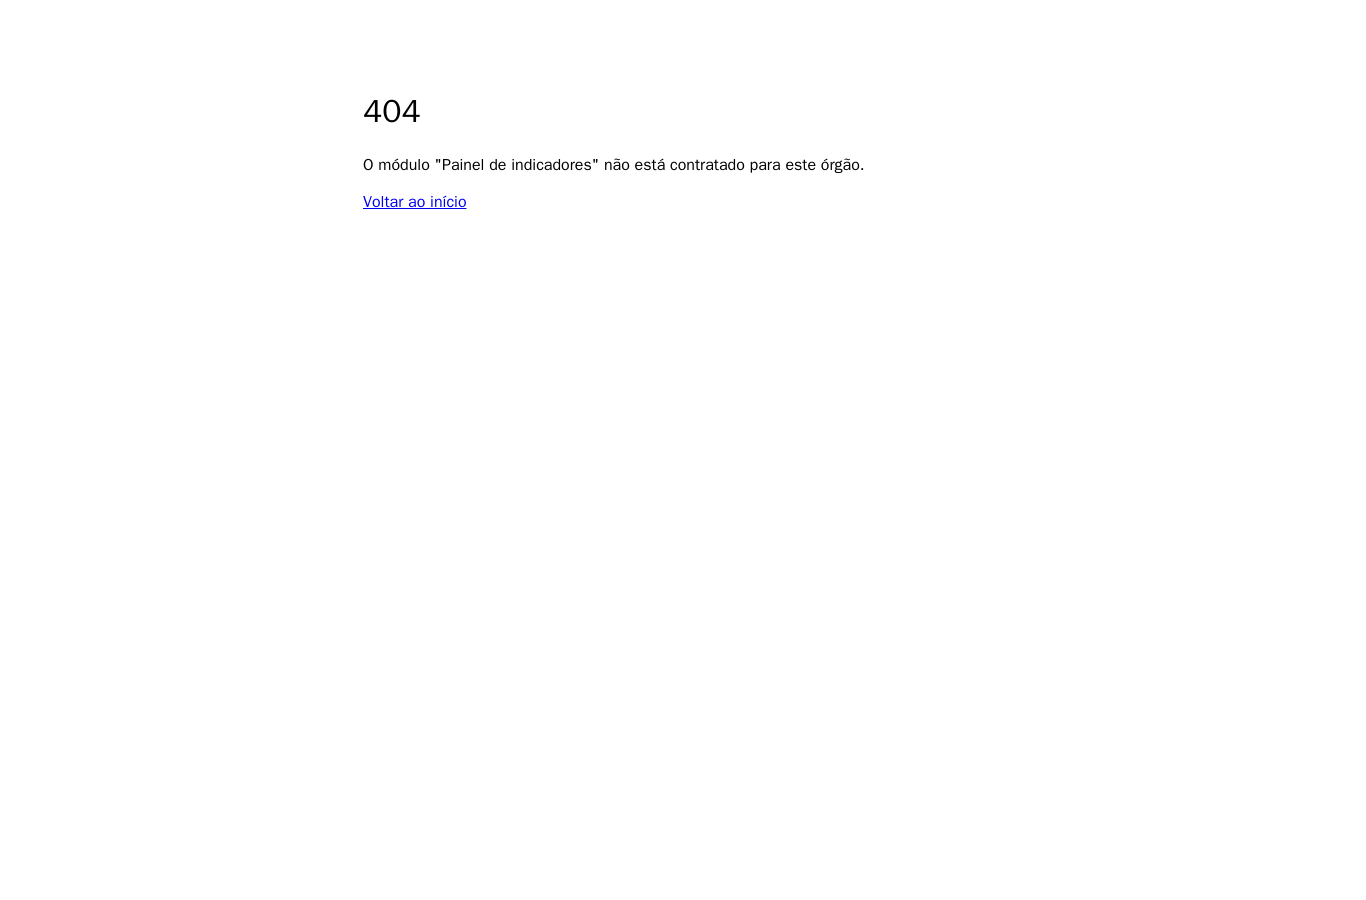 404
O módulo "Painel de indicadores" não está contratado para este órgão.
Voltar ao início